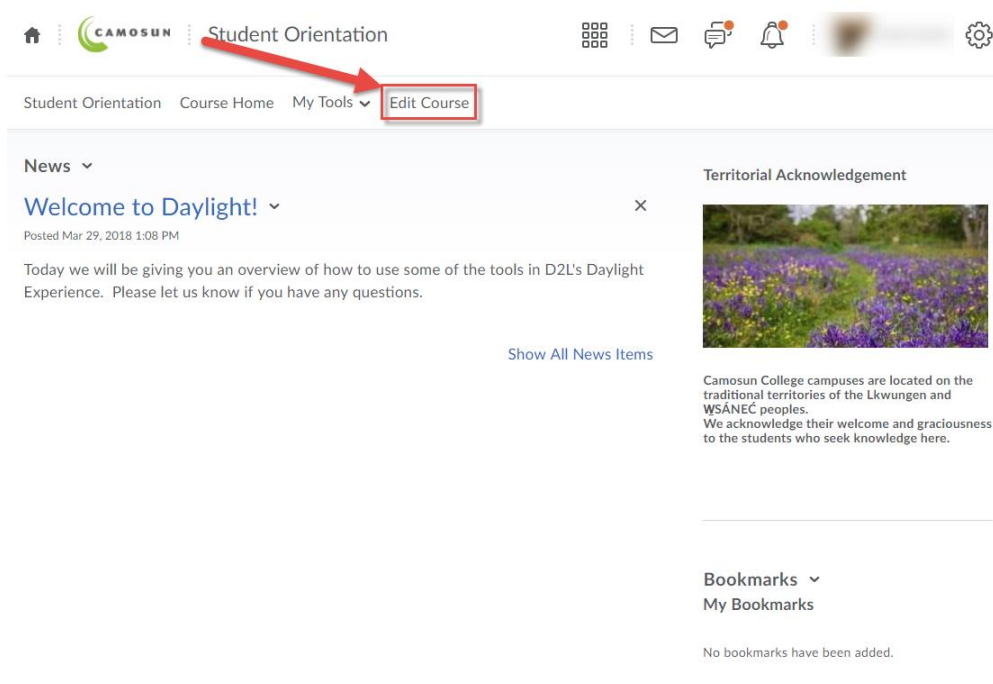 CAMOSUN
Student Orientation
Student Orientation
Course Home
My Tools
Edit Course
News
Welcome to Daylight!
Posted Mar 29, 2018 1:08 PM
Today we will be giving you an overview of how to use some of the tools in D2L's Daylight
Experience. Please let us know if you have any questions.
Show All News Items
Territorial Acknowledgement
Camosun College campuses are located on the
traditional territories of the Lkwungen and
W̱SÁNEĆ peoples.
We acknowledge their welcome and graciousness
to the students who seek knowledge here.
Bookmarks
My Bookmarks
No bookmarks have been added.